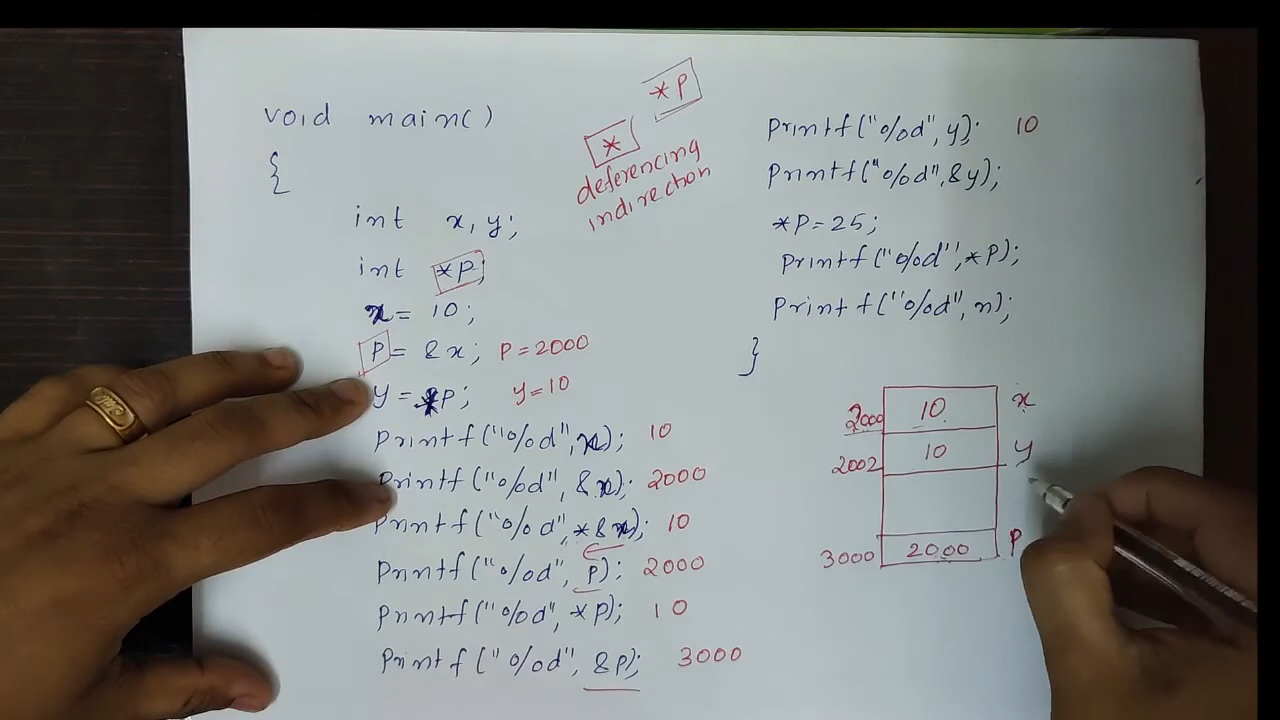 void main()
{
int x, y;
int *P;
x = 10;
P = &x; P = 2000
y = *P; y = 10
printf("%d", x); 10
printf("%d", &x); 2000
printf("%d", *&x); 10
printf("%d", P); 2000
printf("%d", *P); 10
printf("%d", &P); 3000
*P
*
deferencing
indirection
printf("%d", y); 10
printf("%d", &y);
*P = 25;
printf("%d", *P);
printf("%d", n);
}
2000 10 x
2002 10 y
3000 2000 P